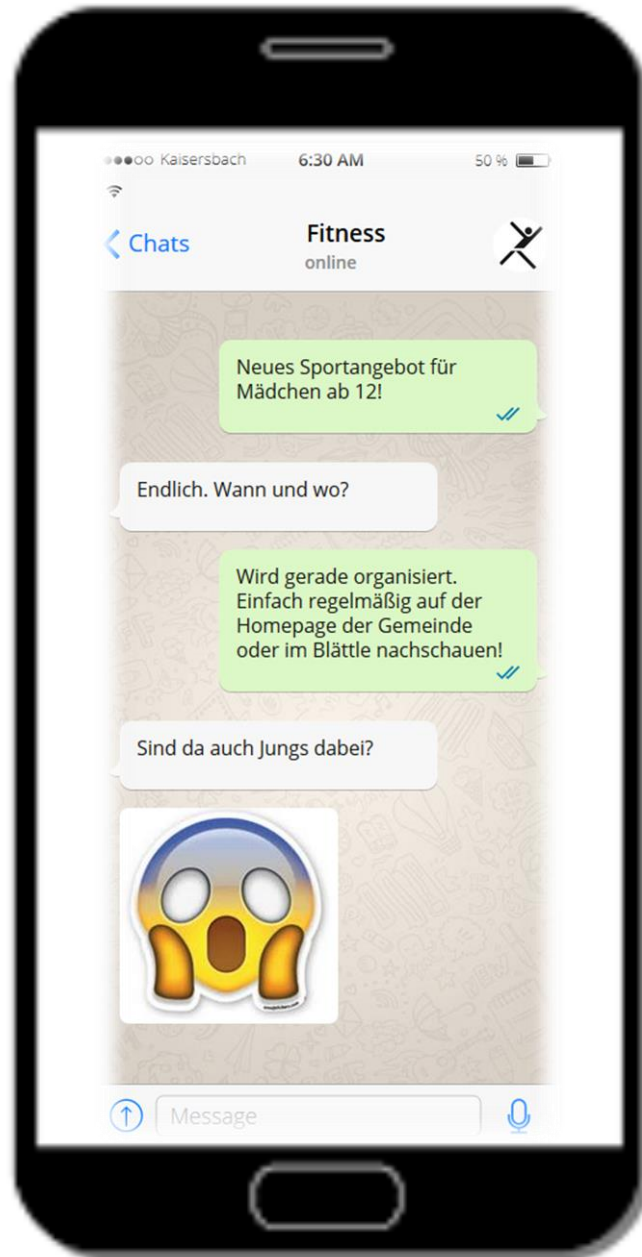 Kaisersbach 6:30 AM 50 %
Chats Fitness
online
Neues Sportangebot für
Mädchen ab 12!
Endlich. Wann und wo?
Wird gerade organisiert.
Einfach regelmäßig auf der
Homepage der Gemeinde
oder im Blättle nachschauen!
Sind da auch Jungs dabei?
Message